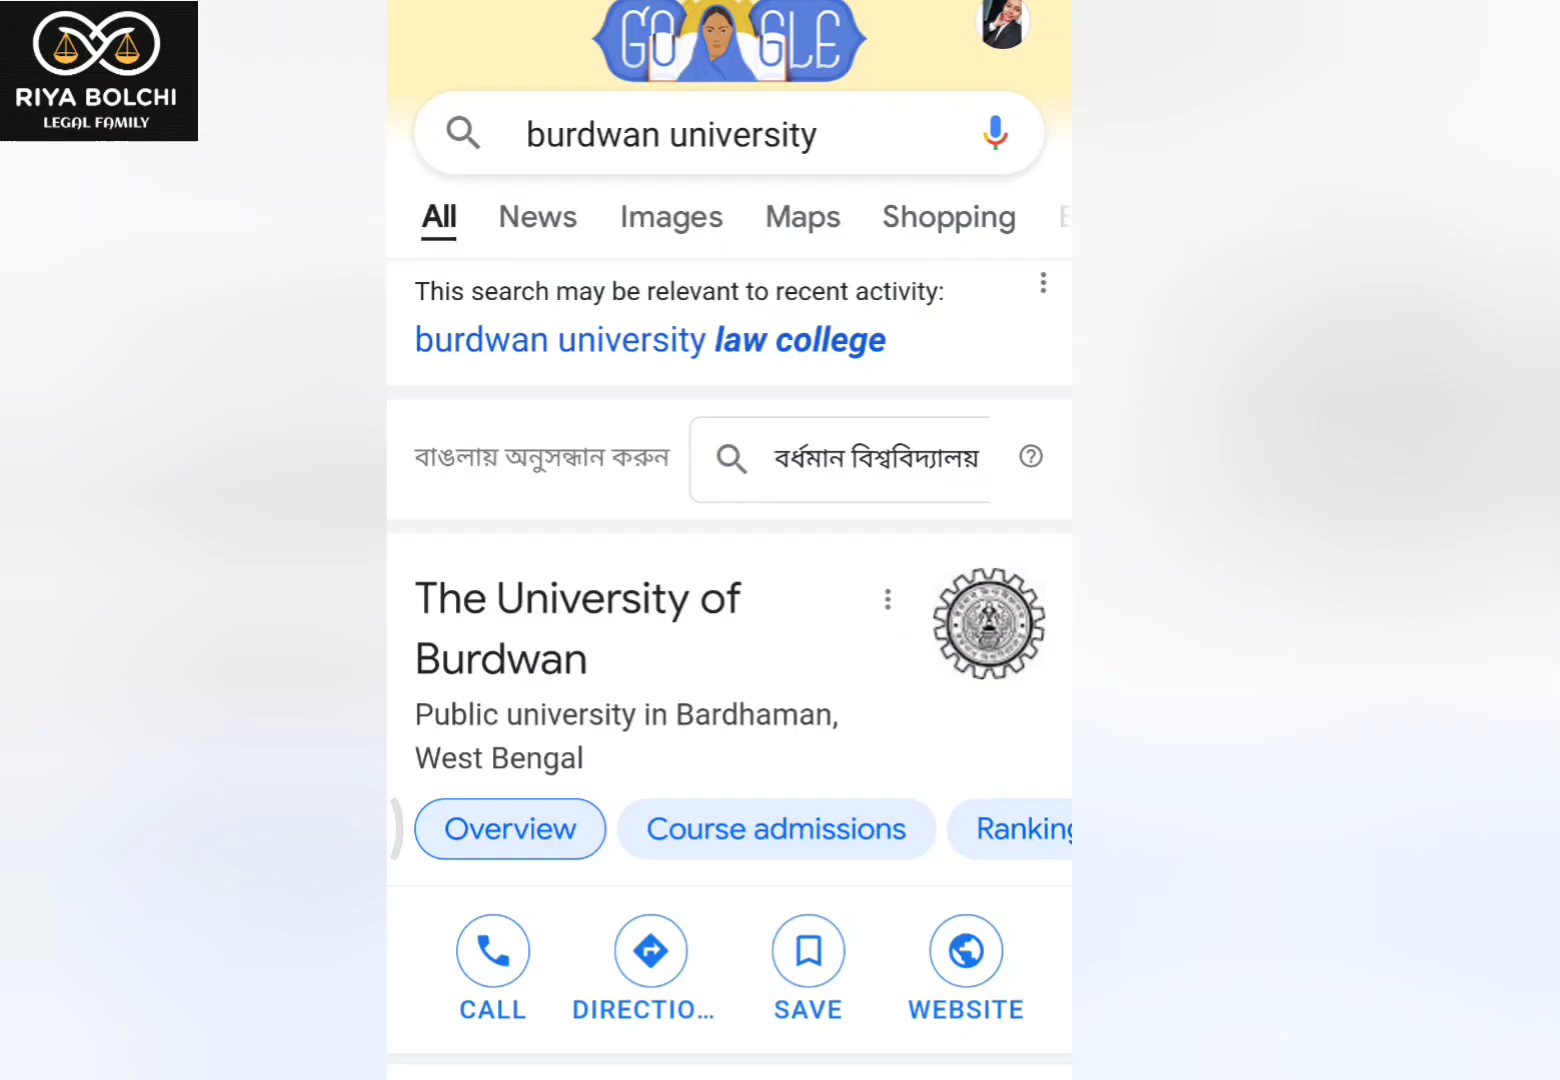 RIYA BOLCHI
LEGAL FAMILY
GOOGLE
burdwan university
All News Images Maps Shopping
This search may be relevant to recent activity:
burdwan university law college
বাঙলায় অনুসন্ধান করুন
বর্ধমান বিশ্ববিদ্যালয়
The University of
Burdwan
Public university in Bardhaman,
West Bengal
Overview Course admissions Ranking
CALL DIRECTIO... SAVE WEBSITE